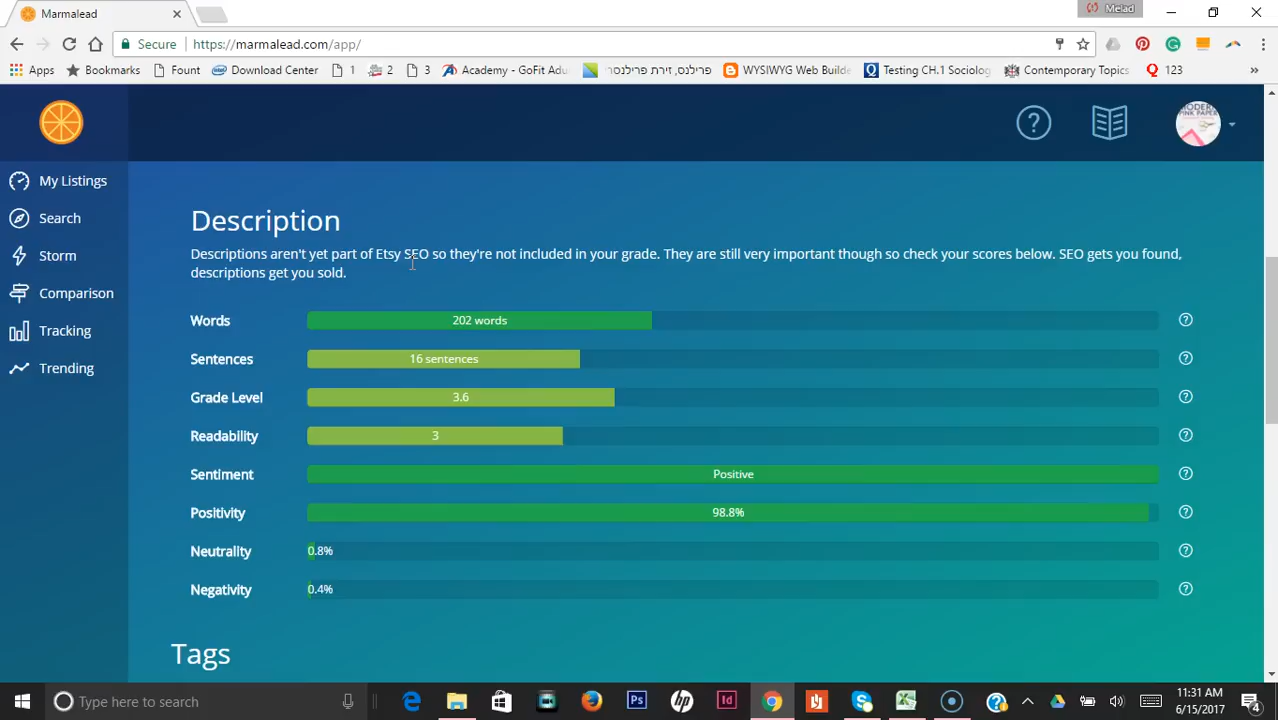 Marmalead
Melad
Secure
https://marmalead.com/app/
Apps
Bookmarks
Fount
Download Center
1
2
3
Academy - GoFit Adu
פרילנס, זירת פרילנסר
WYSIWYG Web Builde
Testing CH.1 Sociolog
Contemporary Topics
123
MODERN
PINK PAPER
My Listings
Search
Storm
Comparison
Tracking
Trending
Description
Descriptions aren't yet part of Etsy SEO so they're not included in your grade. They are still very important though so check your scores below. SEO gets you found,
descriptions get you sold.
Words 202 words
Sentences 16 sentences
Grade Level 3.6
Readability 3
Sentiment Positive
Positivity 98.8%
Neutrality 0.8%
Negativity 0.4%
Tags
Type here to search
11:31 AM
6/15/2017